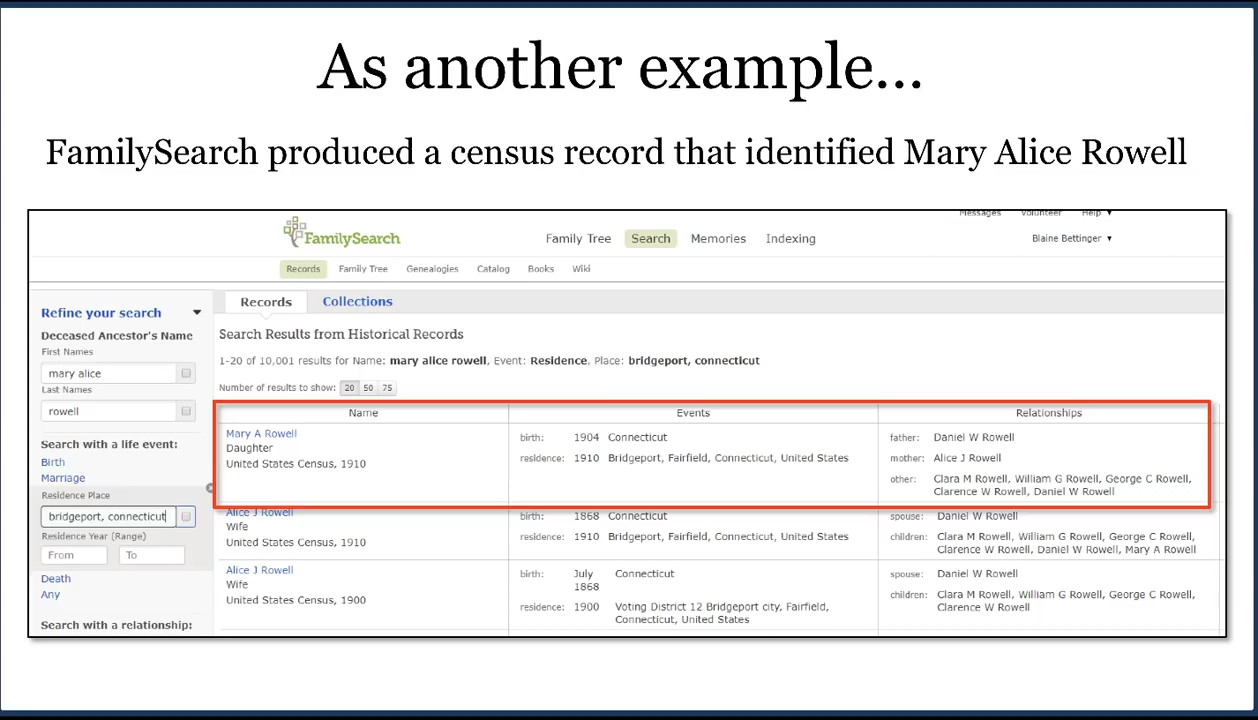 As another example...
FamilySearch produced a census record that identified Mary Alice Rowell
Messages Volunteer Help
FamilySearch
Family Tree Search Memories Indexing
Blaine Bettinger
Records Family Tree Genealogies Catalog Books Wiki
Refine your search
Deceased Ancestor's Name
First Names
mary alice
Last Names
rowell
Search with a life event:
Birth
Marriage
Residence Place
bridgeport, connecticut
Residence Year (Range)
From To
Death
Any
Search with a relationship:
Records Collections
Search Results from Historical Records
1-20 of 10,001 results for Name: mary alice rowell, Event: Residence, Place: bridgeport, connecticut
Number of results to show: 20 50 75
Name Events Relationships
Mary A Rowell
Daughter
United States Census, 1910
birth: 1904 Connecticut
residence: 1910 Bridgeport, Fairfield, Connecticut, United States
father: Daniel W Rowell
mother: Alice J Rowell
other: Clara M Rowell, William G Rowell, George C Rowell,
Clarence W Rowell, Daniel W Rowell
Alice J Rowell
Wife
United States Census, 1910
birth: 1868 Connecticut
residence: 1910 Bridgeport, Fairfield, Connecticut, United States
spouse: Daniel W Rowell
children: Clara M Rowell, William G Rowell, George C Rowell,
Clarence W Rowell, Daniel W Rowell, Mary A Rowell
Alice J Rowell
Wife
United States Census, 1900
birth: July
1868 Connecticut
residence: 1900 Voting District 12 Bridgeport city, Fairfield,
Connecticut, United States
spouse: Daniel W Rowell
children: Clara M Rowell, William G Rowell, George C Rowell,
Clarence W Rowell